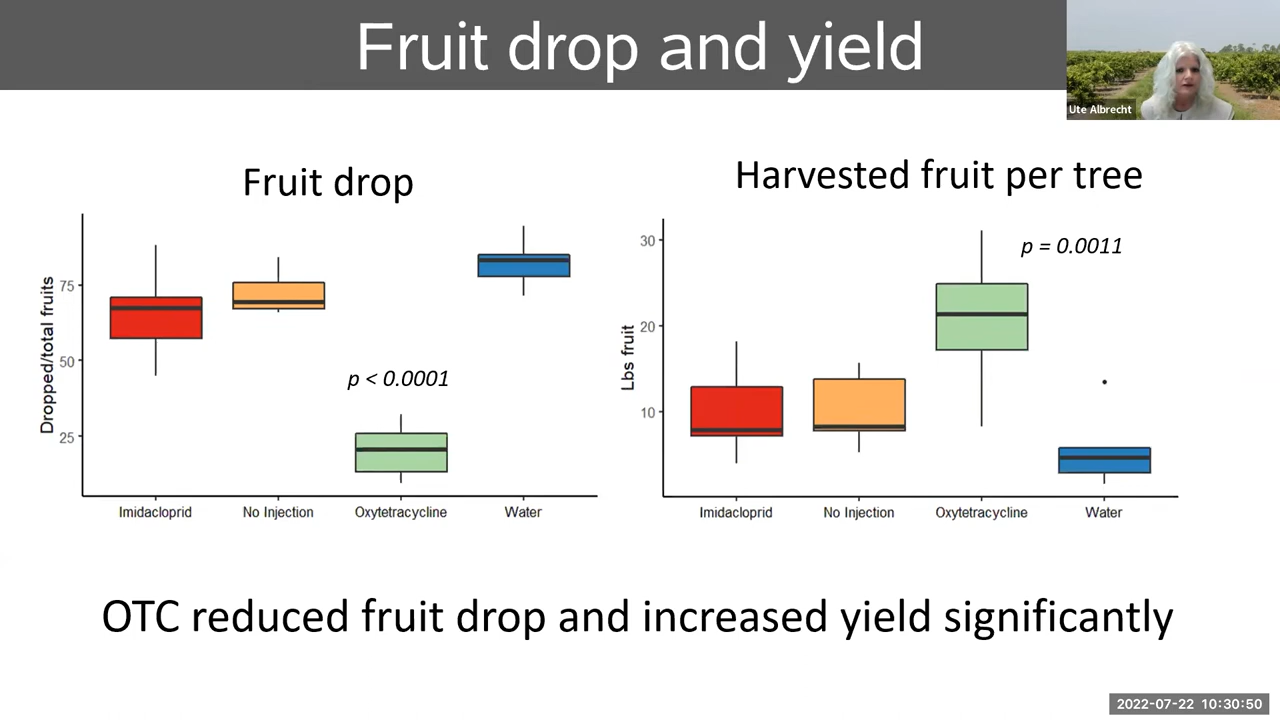 Fruit drop and yield
Ute Albrecht
Fruit drop
Dropped/total fruits
75
50
25
p < 0.0001
Imidacloprid
No Injection
Oxytetracycline
Water
Harvested fruit per tree
Lbs fruit
30
20
10
p = 0.0011
Imidacloprid
No Injection
Oxytetracycline
Water
OTC reduced fruit drop and increased yield significantly
2022-07-22 10:30:50